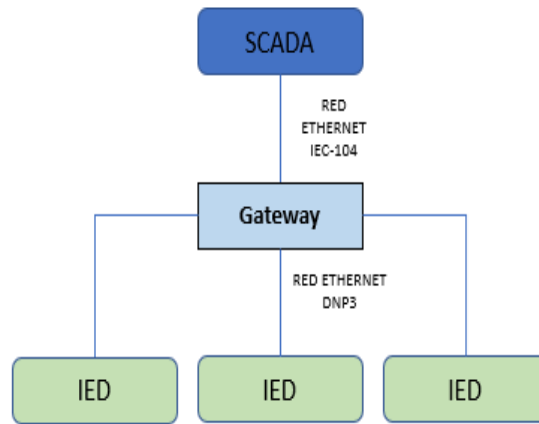 SCADA
RED
ETHERNET
IEC-104
Gateway
RED ETHERNET
DNP3
IED
IED
IED